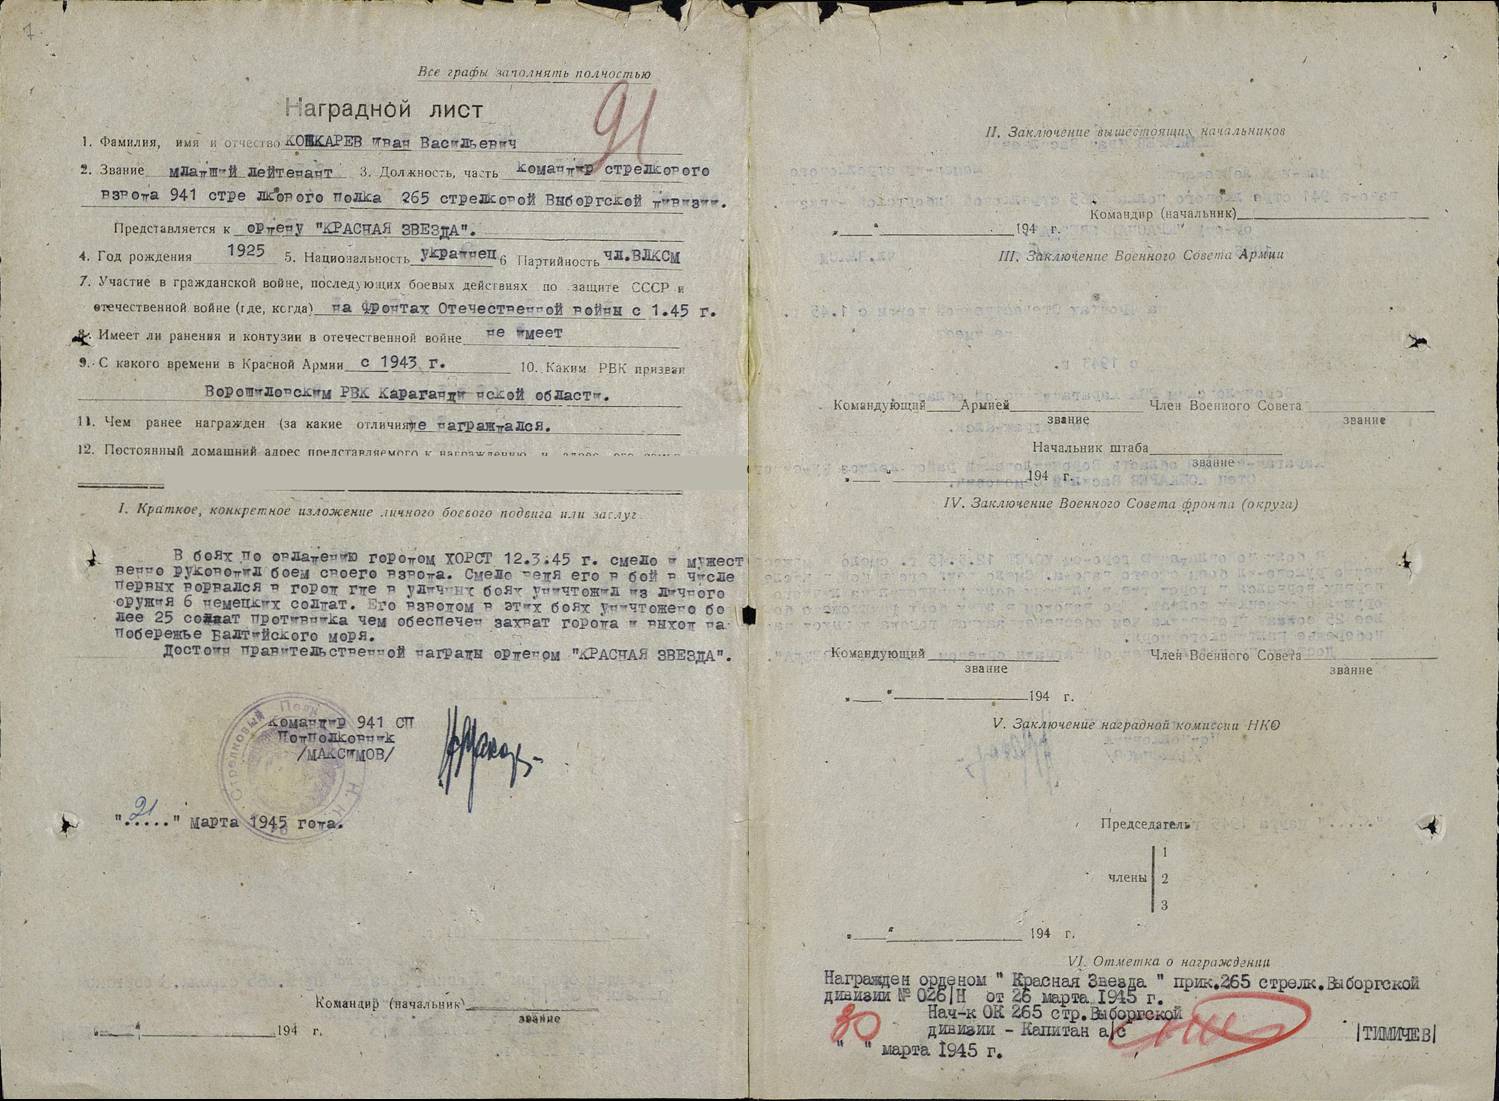 7
Все графы заполнять полностью
Наградной лист
91
1. Фамилия, имя и отчество КОШКАРЕВ Иван Васильевич
2. Звание младший лейтенант 3. Должность, часть командир стрелкового
взвода 941 стре лкового полка 265 стрелковой Выборгской дивизии.
Представляется к ордену "КРАСНАЯ ЗВЕЗДА".
4. Год рождения 1925 5. Национальность украинец 6 Партийность чл.ВЛКСМ
7. Участие в гражданской войне, последующих боевых действиях по защите СССР и
отечественной войне (где, когда) на Фронтах Отечественной войны с 1.45 г.
8. Имеет ли ранения и контузии в отечественной войне не имеет
9. С какого времени в Красной Армии с 1943 г. 10. Каким РВК призван
Ворошиловским РВК Караганди нской области.
11. Чем ранее награжден (за какие отличия не награждался.
12. Постоянный домашний адрес представляемого к награждению и адрес его семьи
I. Краткое, конкретное изложение личного боевого подвига или заслуг
В боях по овладению городом ХОРСТ 12.3.45 г. смело и мужест
венно руководил боем своего взвода. Смело ведя его в бой в числе
первых ворвался в город где в уличных боях уничтожил из личного
оружия 6 немецких солдат. Его взводом в этих боях уничтожено бо
лее 25 солдат противника чем обеспечен захват города и выход на
побережье Балтийского моря.
Достоин правительственной награды орденом "КРАСНАЯ ЗВЕЗДА".
Командир 941 СП
Подполковник
/МАКСИМОВ/
Стрелковый Полк
"21" марта 1945 года.
Командир (начальник)
звание
194 г.
II. Заключение вышестоящих начальников
Командир (начальник)
„ “ 194 г.
III. Заключение Военного Совета Армии
Командующий Армией Член Военного Совета
звание звание
Начальник штаба
звание
„ “ 194 г.
IV. Заключение Военного Совета фронта (округа)
Командующий Член Военного Совета
звание звание
„ “ 194 г.
V. Заключение наградной комиссии НКО
Председатель
члены
1
2
3
„ “ 194 г.
VI. Отметка о награждении
Награжден орденом " Красная Звезда " прик.265 стрелк.Выборгской
дивизии № 026/Н от 26 марта 1945 г.
Нач-к ОК 265 стр.Выборгской
дивизии - Капитан а/с |ТИМИЧЕВ|
30
" " марта 1945 г.